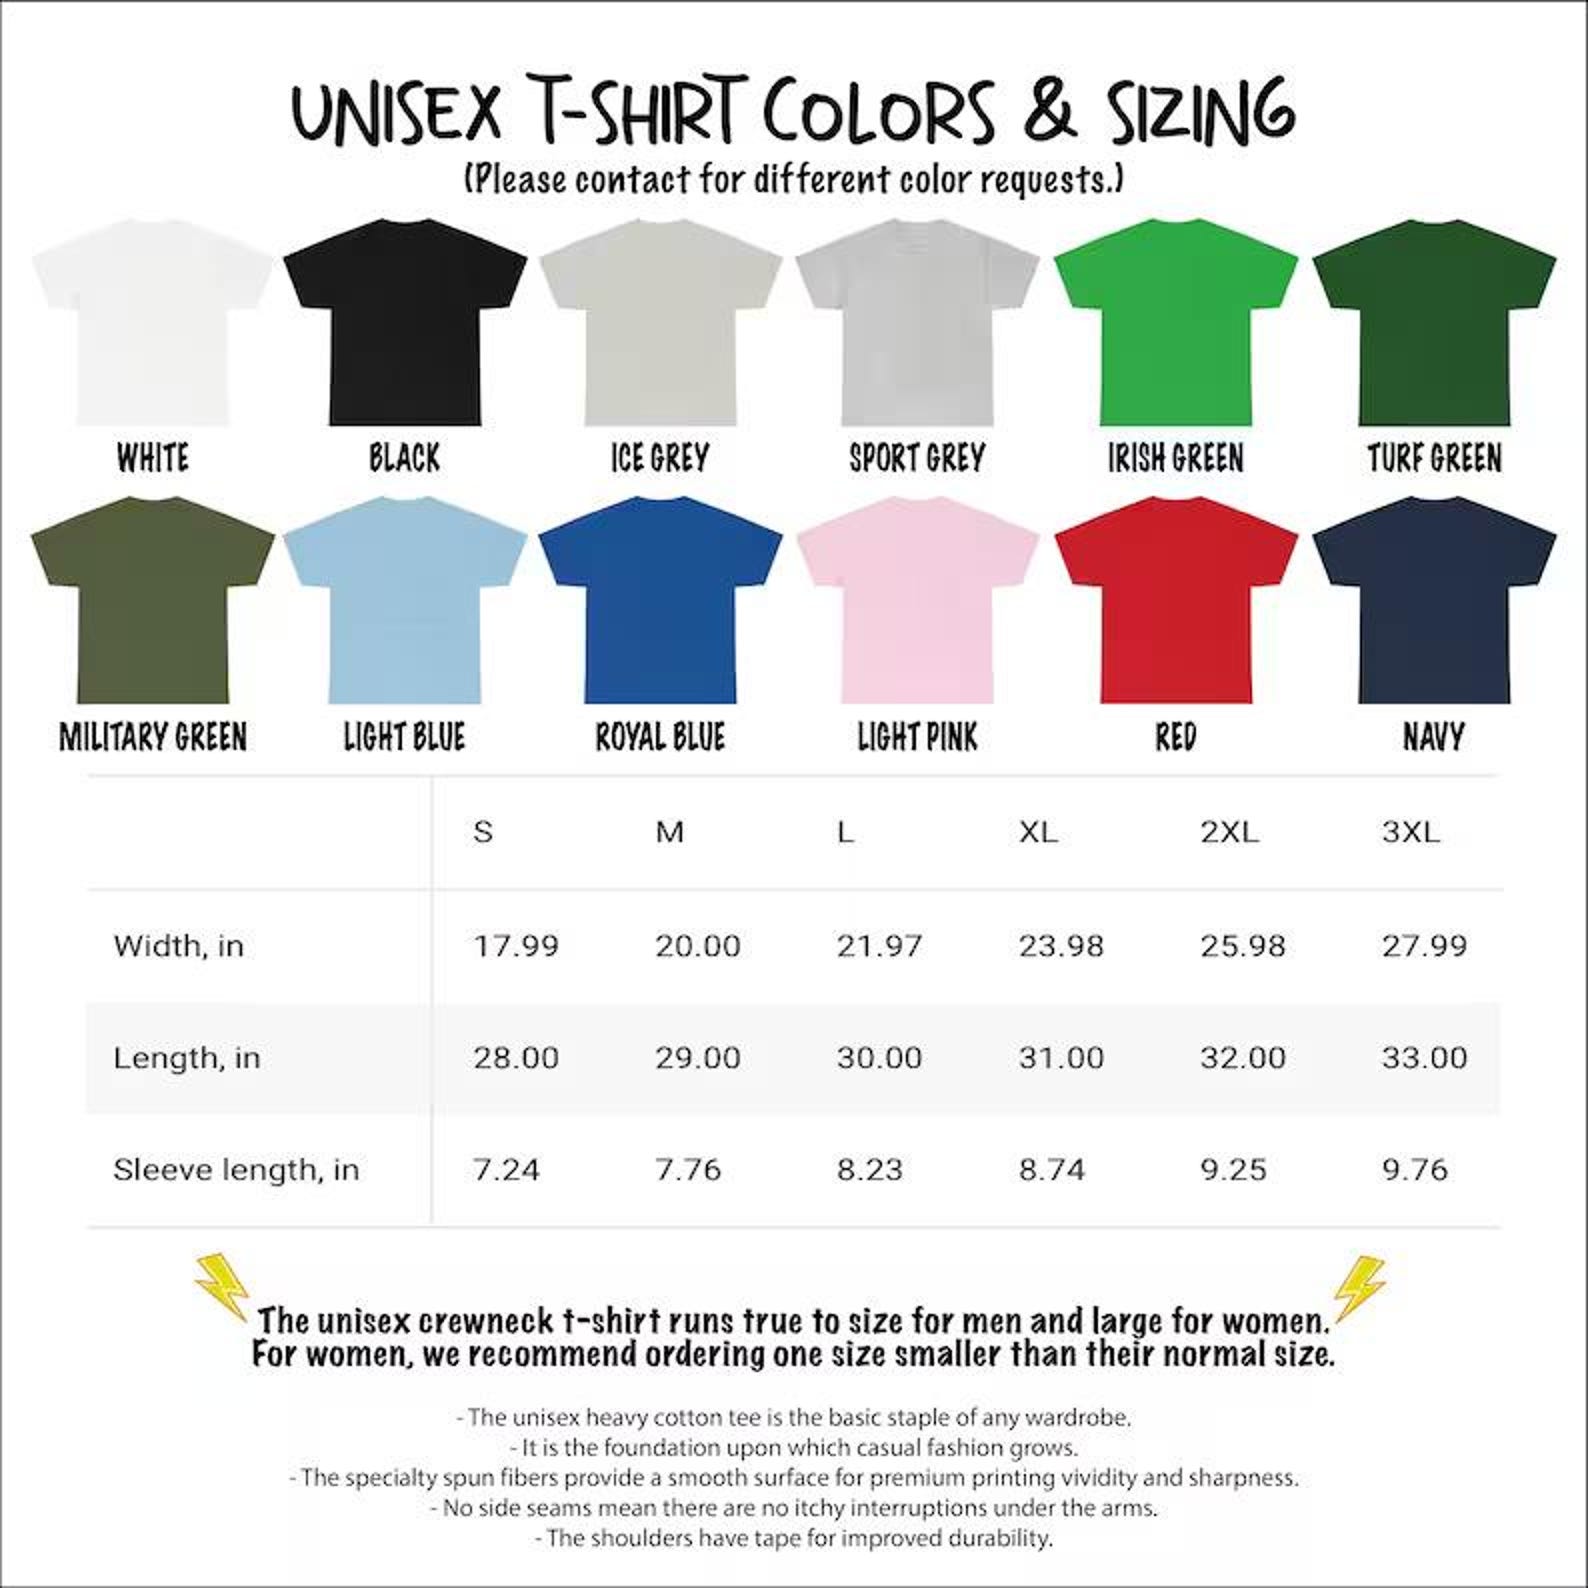 UNISEX T-SHIRT COLORS & SIZING
(Please contact for different color requests.)
WHITE BLACK ICE GREY SPORT GREY IRISH GREEN TURF GREEN
MILITARY GREEN LIGHT BLUE ROYAL BLUE LIGHT PINK RED NAVY
S M L XL 2XL 3XL
Width, in 17.99 20.00 21.97 23.98 25.98 27.99
Length, in 28.00 29.00 30.00 31.00 32.00 33.00
Sleeve length, in 7.24 7.76 8.23 8.74 9.25 9.76
The unisex crewneck t-shirt runs true to size for men and large for women.
For women, we recommend ordering one size smaller than their normal size.
- The unisex heavy cotton tee is the basic staple of any wardrobe.
- It is the foundation upon which casual fashion grows.
- The specialty spun fibers provide a smooth surface for premium printing vividity and sharpness.
- No side seams mean there are no itchy interruptions under the arms.
- The shoulders have tape for improved durability.